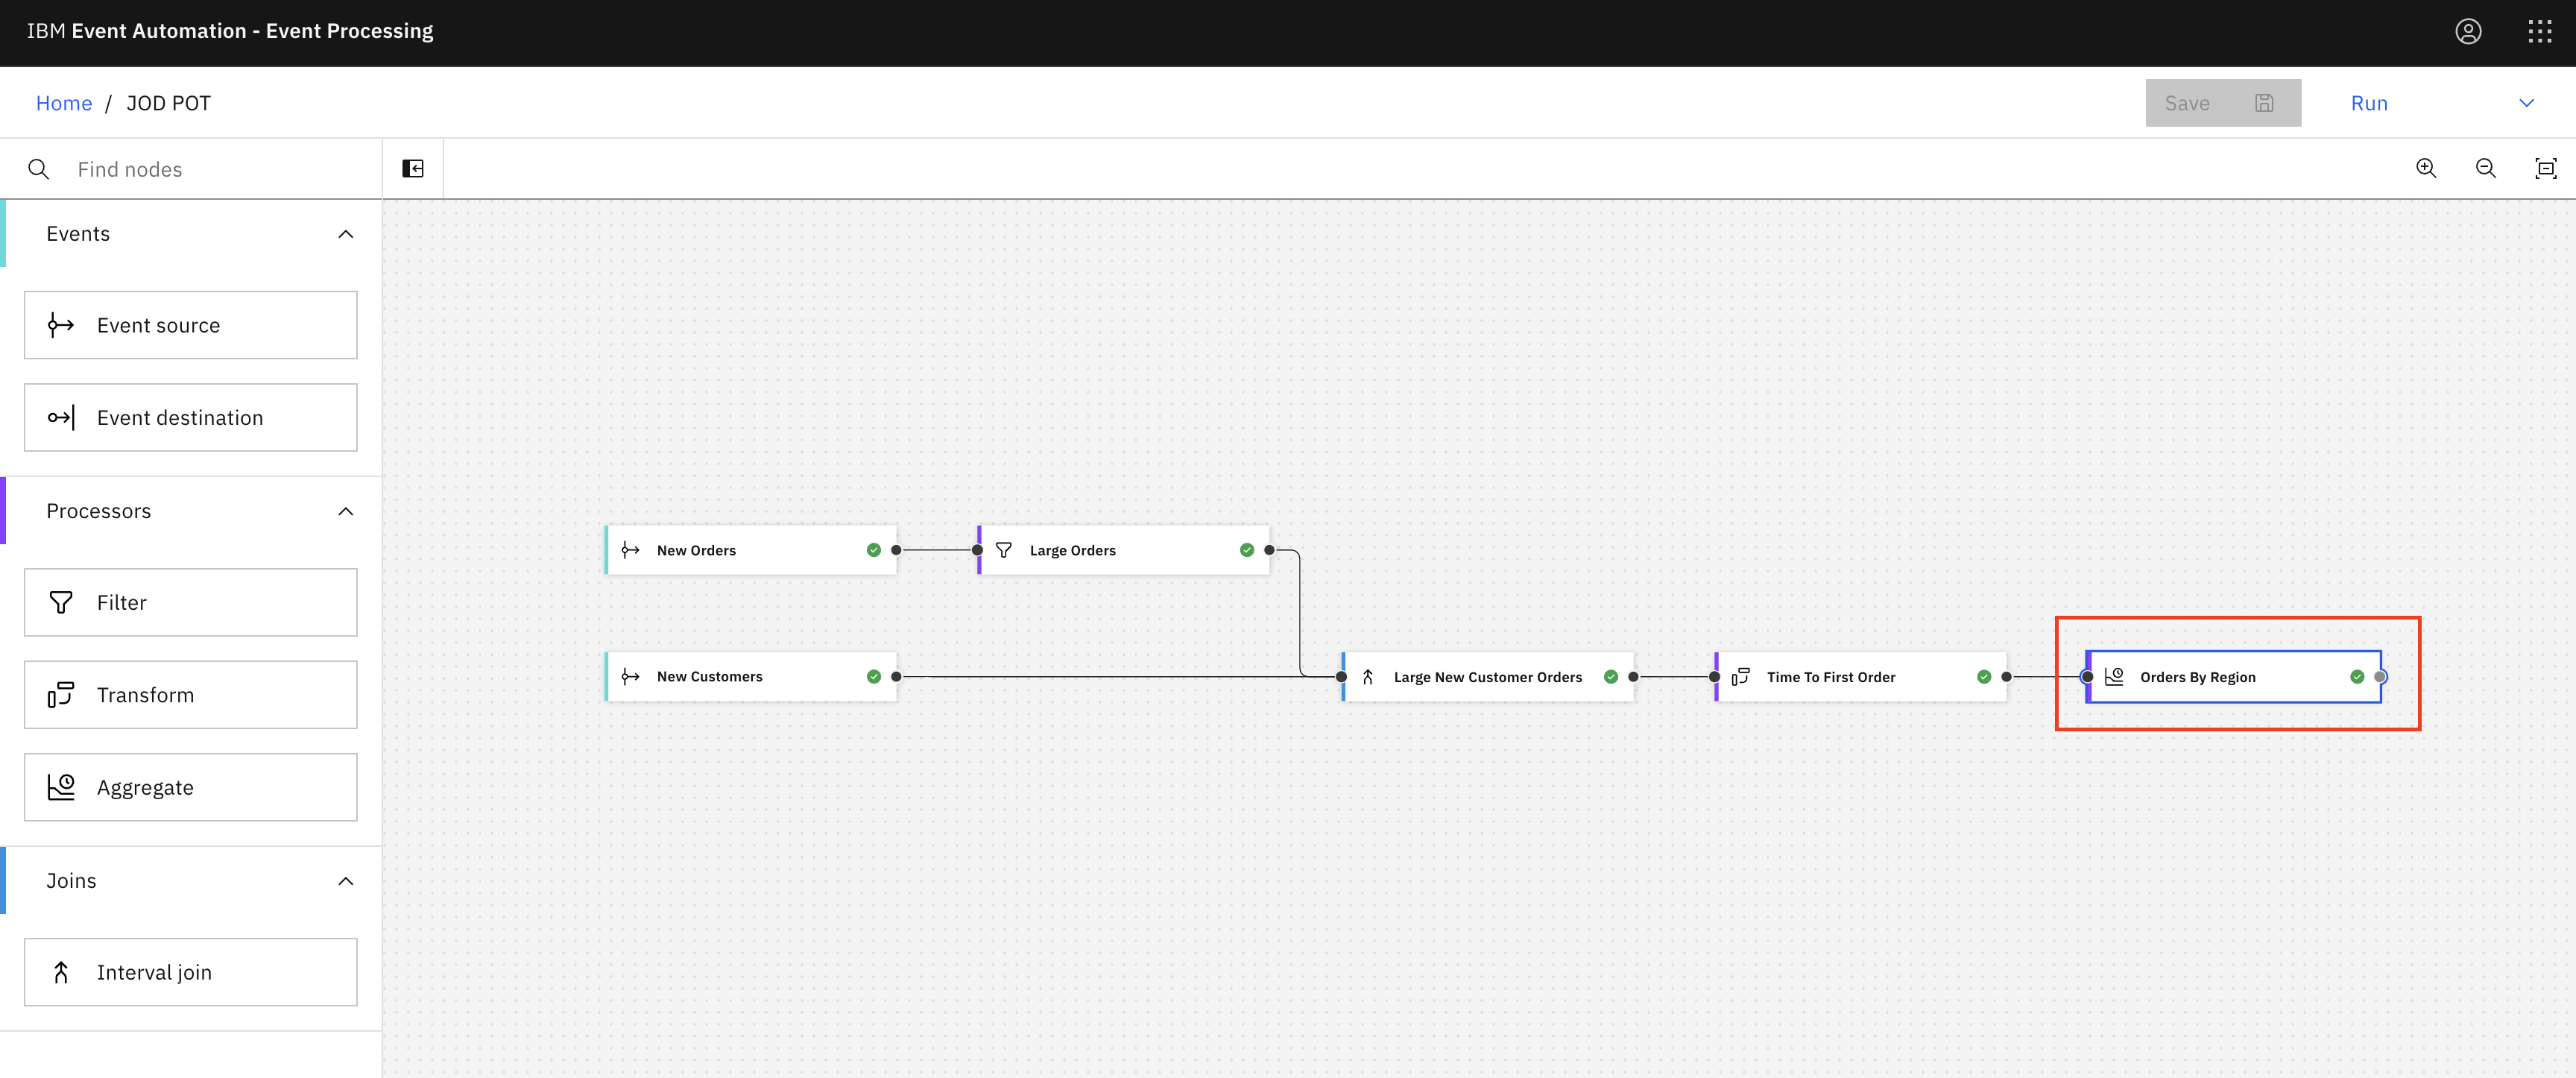 IBM Event Automation - Event Processing
Home / JOD POT
Save
Run
Find nodes
Events
Event source
Event destination
Processors
Filter
Transform
Aggregate
Joins
Interval join
New Orders
Large Orders
New Customers
Large New Customer Orders
Time To First Order
Orders By Region